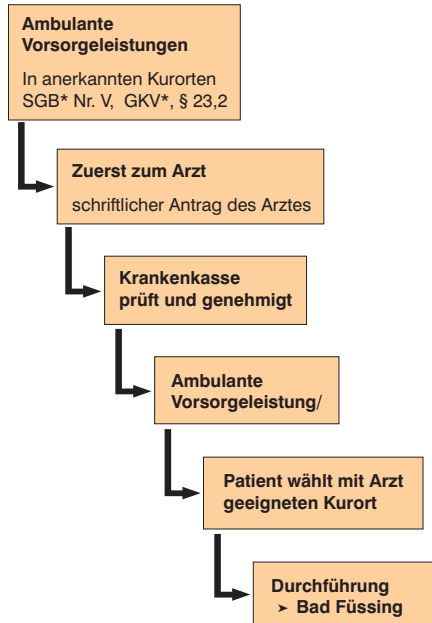 Ambulante
Vorsorgeleistungen
In anerkannten Kurorten
SGB* Nr. V, GKV*, § 23,2
Zuerst zum Arzt
schriftlicher Antrag des Arztes
Krankenkasse
prüft und genehmigt
Ambulante
Vorsorgeleistung/
Patient wählt mit Arzt
geeigneten Kurort
Durchführung
➤ Bad Füssing